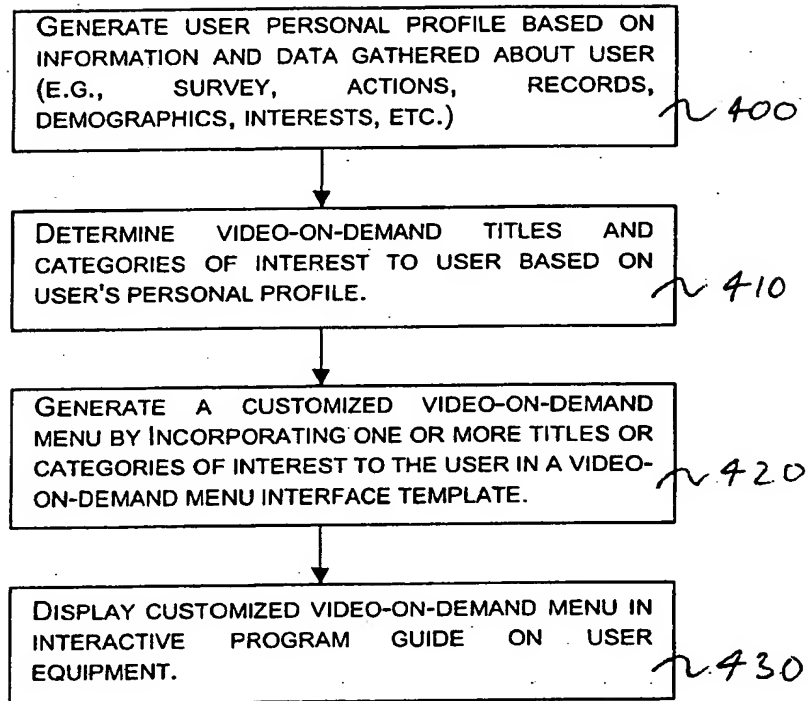 GENERATE USER PERSONAL PROFILE BASED ON
INFORMATION AND DATA GATHERED ABOUT USER
(E.G., SURVEY, ACTIONS, RECORDS,
DEMOGRAPHICS, INTERESTS, ETC.)
400
DETERMINE VIDEO-ON-DEMAND TITLES AND
CATEGORIES OF INTEREST TO USER BASED ON
USER'S PERSONAL PROFILE.
410
GENERATE A CUSTOMIZED VIDEO-ON-DEMAND
MENU BY INCORPORATING ONE OR MORE TITLES OR
CATEGORIES OF INTEREST TO THE USER IN A VIDEO-
ON-DEMAND MENU INTERFACE TEMPLATE.
420
DISPLAY CUSTOMIZED VIDEO-ON-DEMAND MENU IN
INTERACTIVE PROGRAM GUIDE ON USER
EQUIPMENT.
430